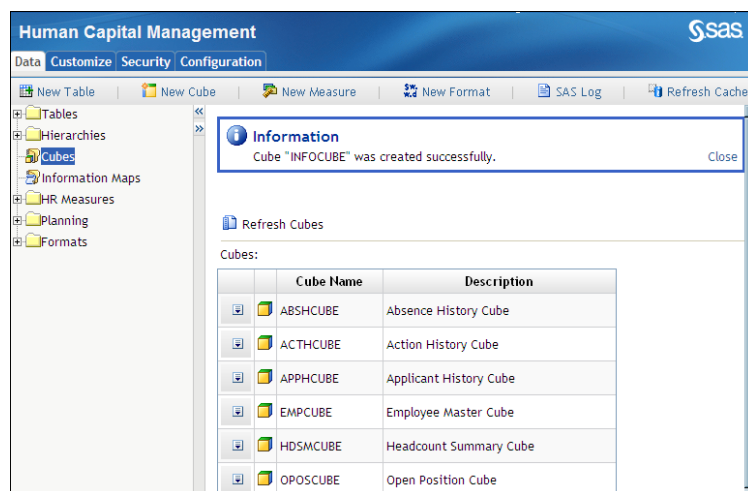 Human Capital Management
sas
Data Customize Security Configuration
New Table | New Cube | New Measure | New Format | SAS Log | Refresh Cache
Tables
Hierarchies
Cubes
Information Maps
HR Measures
Planning
Formats
Information
Cube "INFOCUBE" was created successfully.
Close
Refresh Cubes
Cubes:
Cube Name Description
ABSHCUBE Absence History Cube
ACTHCUBE Action History Cube
APPHCUBE Applicant History Cube
EMPCUBE Employee Master Cube
HDSMCUBE Headcount Summary Cube
OPOSCUBE Open Position Cube